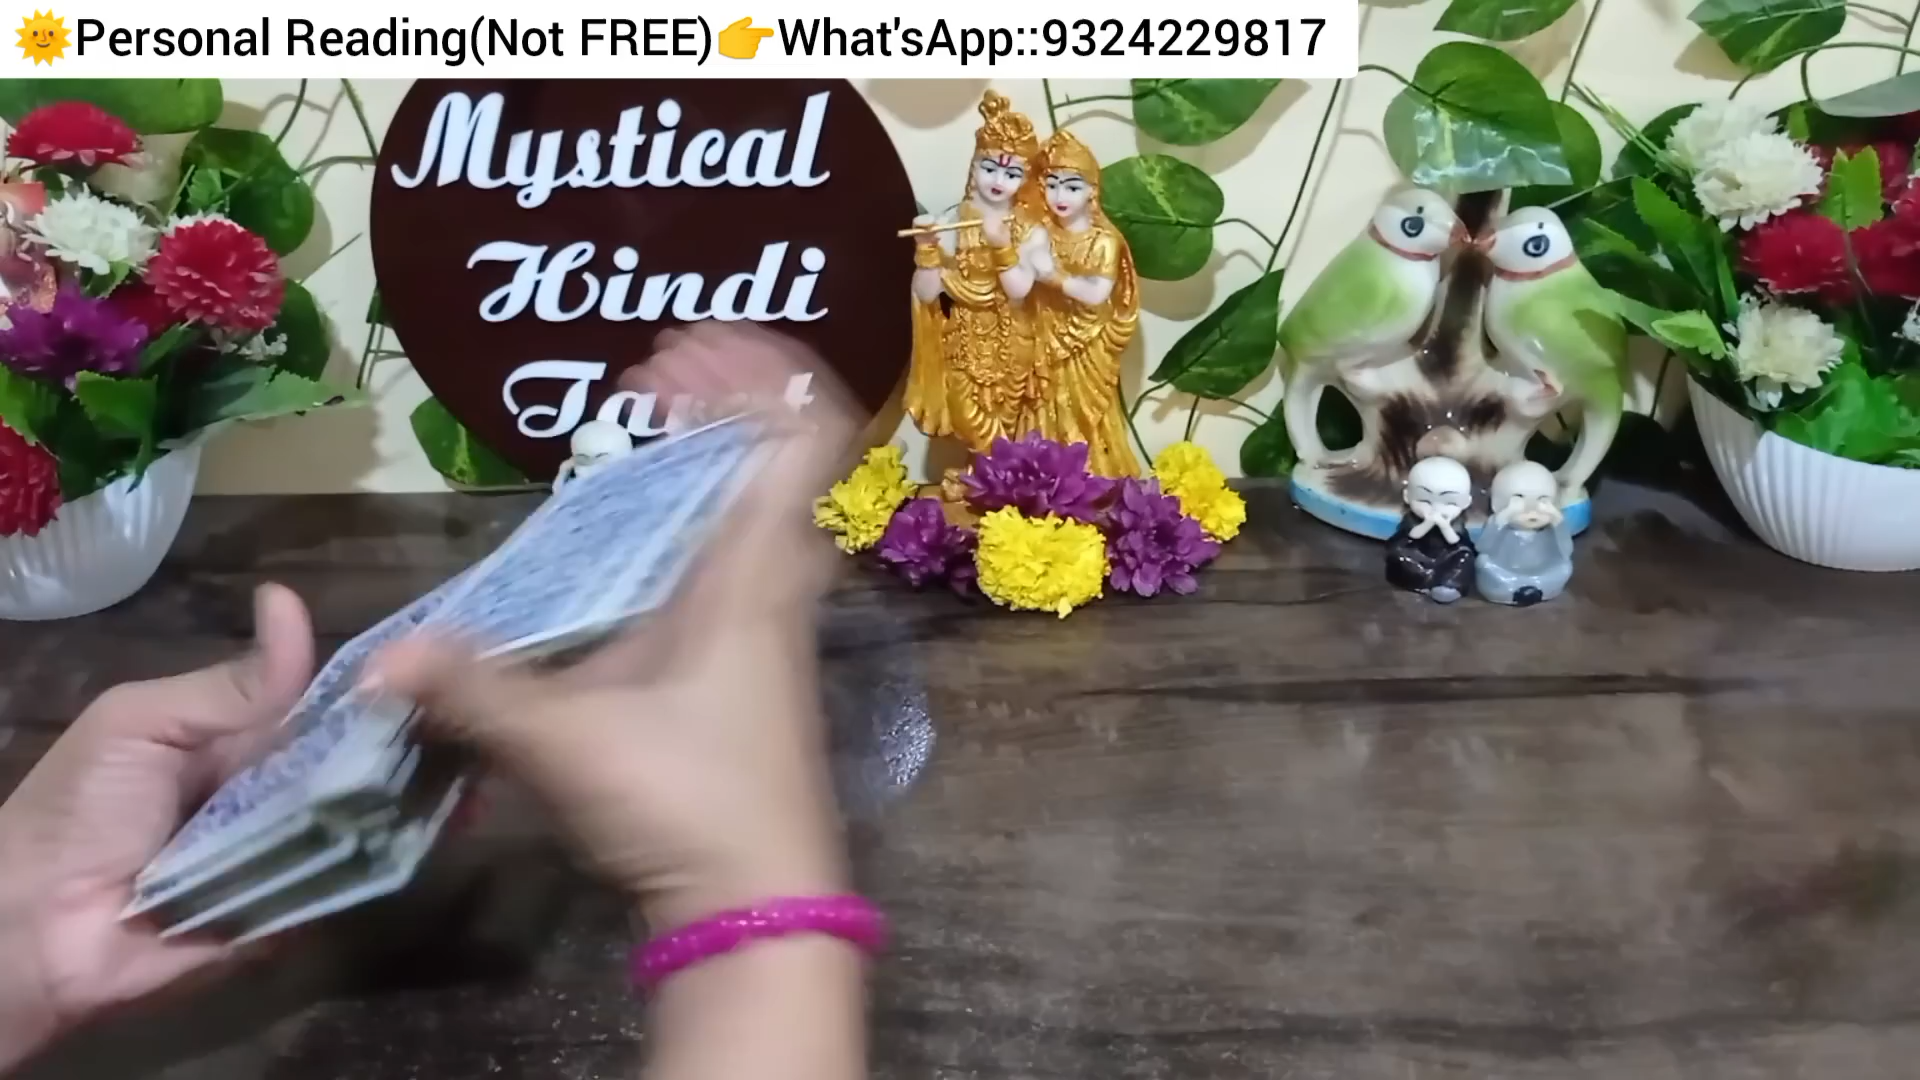 🌞Personal Reading(Not FREE)👉What'sApp::9324229817
Mystical
Hindi